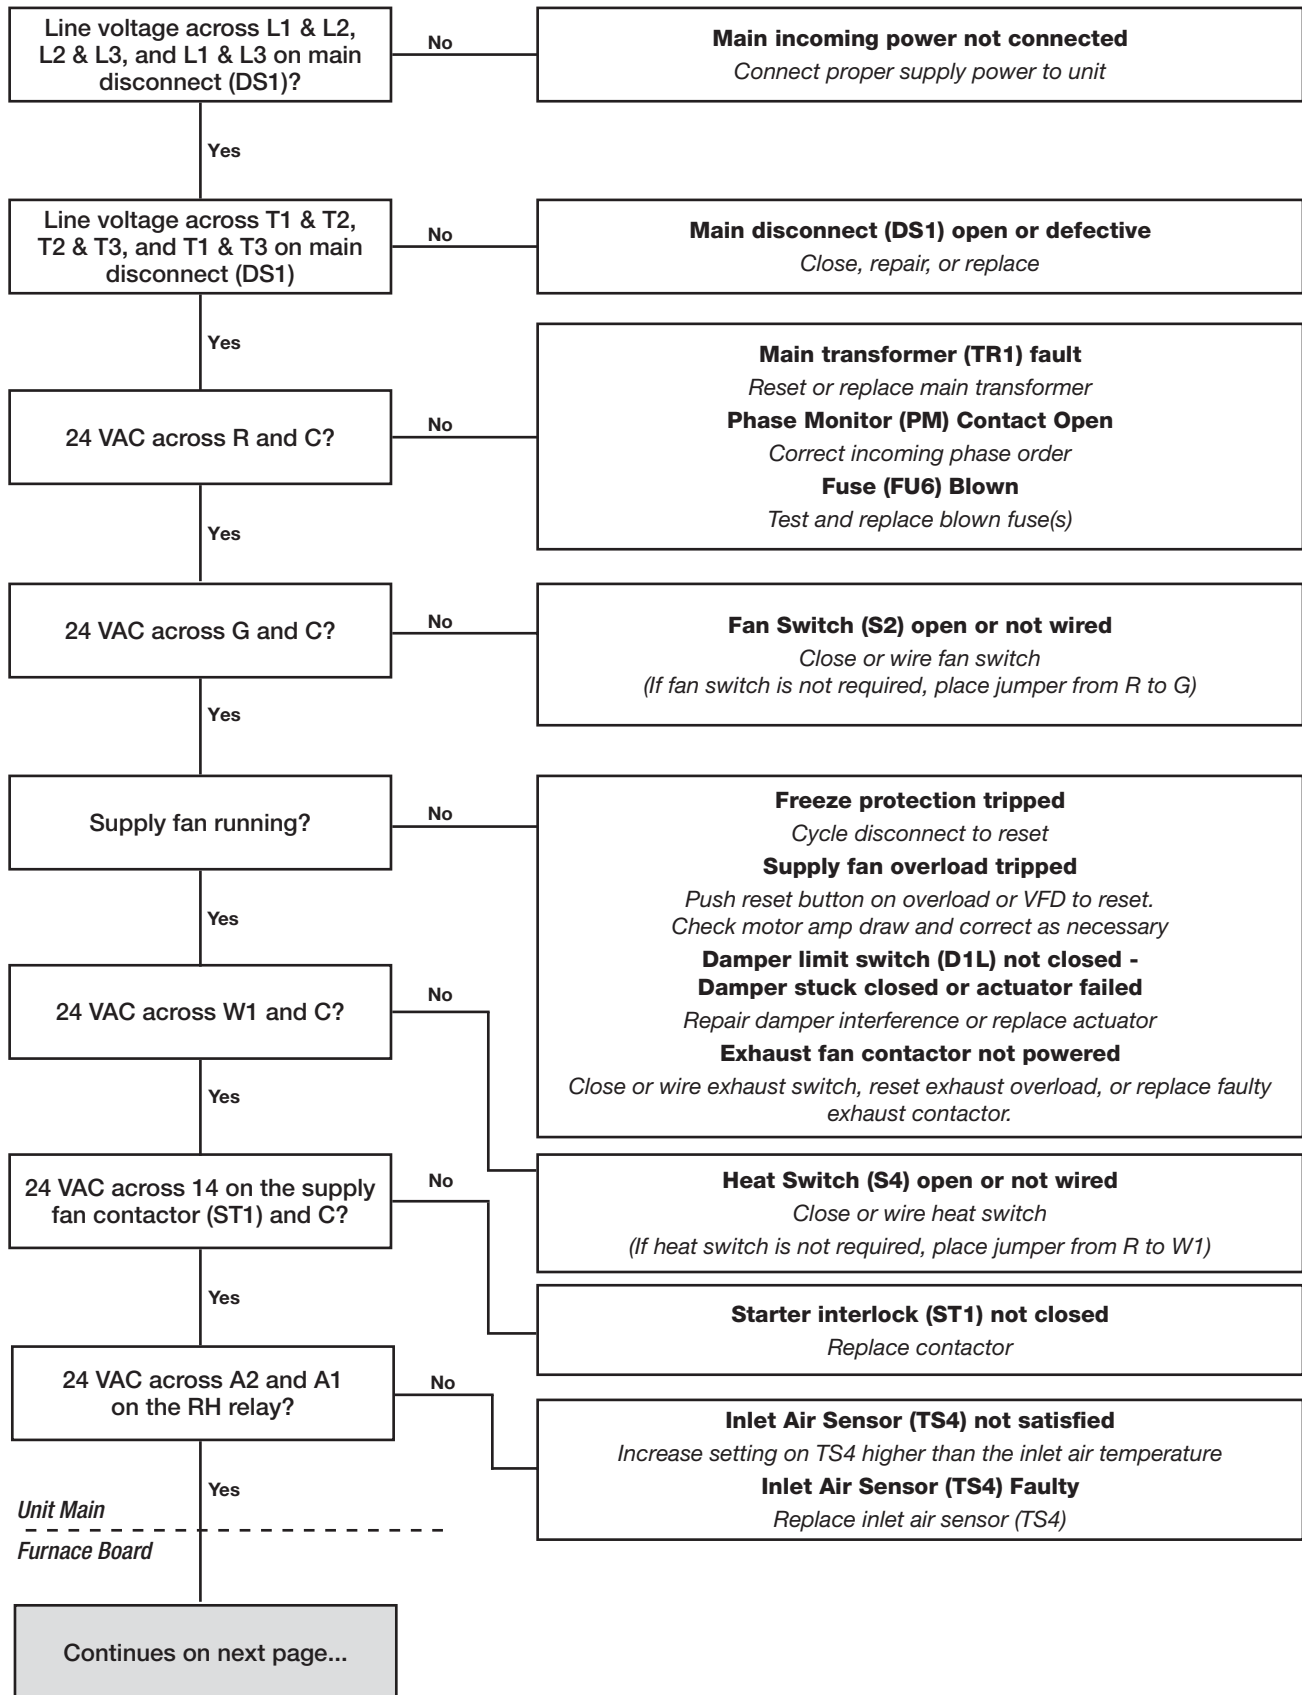 Line voltage across L1 & L2,
L2 & L3, and L1 & L3 on main
disconnect (DS1)?
No
Main incoming power not connected
Connect proper supply power to unit
Yes
Line voltage across T1 & T2,
T2 & T3, and T1 & T3 on main
disconnect (DS1)
No
Main disconnect (DS1) open or defective
Close, repair, or replace
Yes
24 VAC across R and C?
No
Main transformer (TR1) fault
Reset or replace main transformer
Phase Monitor (PM) Contact Open
Correct incoming phase order
Fuse (FU6) Blown
Test and replace blown fuse(s)
Yes
24 VAC across G and C?
No
Fan Switch (S2) open or not wired
Close or wire fan switch
(If fan switch is not required, place jumper from R to G)
Yes
Supply fan running?
No
Freeze protection tripped
Cycle disconnect to reset
Supply fan overload tripped
Push reset button on overload or VFD to reset.
Check motor amp draw and correct as necessary
Damper limit switch (D1L) not closed -
Damper stuck closed or actuator failed
Repair damper interference or replace actuator
Exhaust fan contactor not powered
Close or wire exhaust switch, reset exhaust overload, or replace faulty
exhaust contactor.
Yes
24 VAC across W1 and C?
No
Heat Switch (S4) open or not wired
Close or wire heat switch
(If heat switch is not required, place jumper from R to W1)
Yes
24 VAC across 14 on the supply
fan contactor (ST1) and C?
No
Starter interlock (ST1) not closed
Replace contactor
Yes
24 VAC across A2 and A1
on the RH relay?
No
Inlet Air Sensor (TS4) not satisfied
Increase setting on TS4 higher than the inlet air temperature
Inlet Air Sensor (TS4) Faulty
Replace inlet air sensor (TS4)
Yes
Unit Main
Furnace Board
Continues on next page...